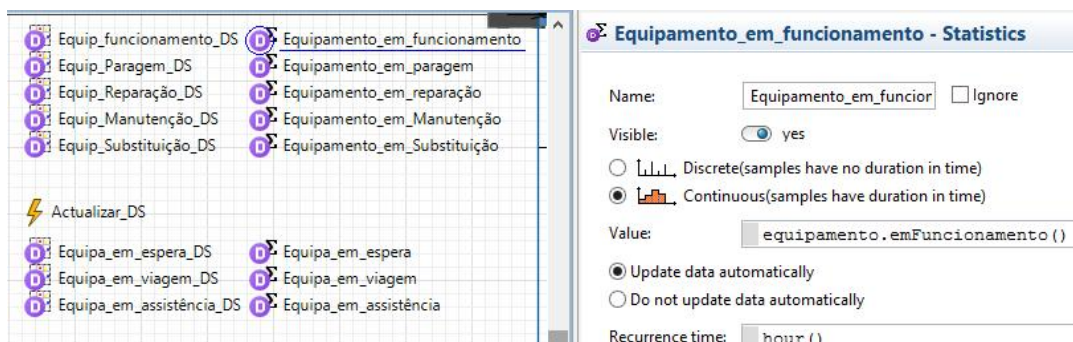 Equip_funcionamento_DS Equipamento_em_funcionamento
Equip_Paragem_DS Equipamento_em_paragem
Equip_Reparação_DS Equipamento_em_reparação
Equip_Manutenção_DS Equipamento_em_Manutenção
Equip_Substituição_DS Equipamento_em_Substituição
Actualizar_DS
Equipa_em_espera_DS Equipa_em_espera
Equipa_em_viagem_DS Equipa_em_viagem
Equipa_em_assistência_DS Equipa_em_assistência
Equipamento_em_funcionamento - Statistics
Name: Equipamento_em_funcior Ignore
Visible: yes
Discrete(samples have no duration in time)
Continuous(samples have duration in time)
Value: equipamento.emFuncionamento()
Update data automatically
Do not update data automatically
Recurrence time: hour()